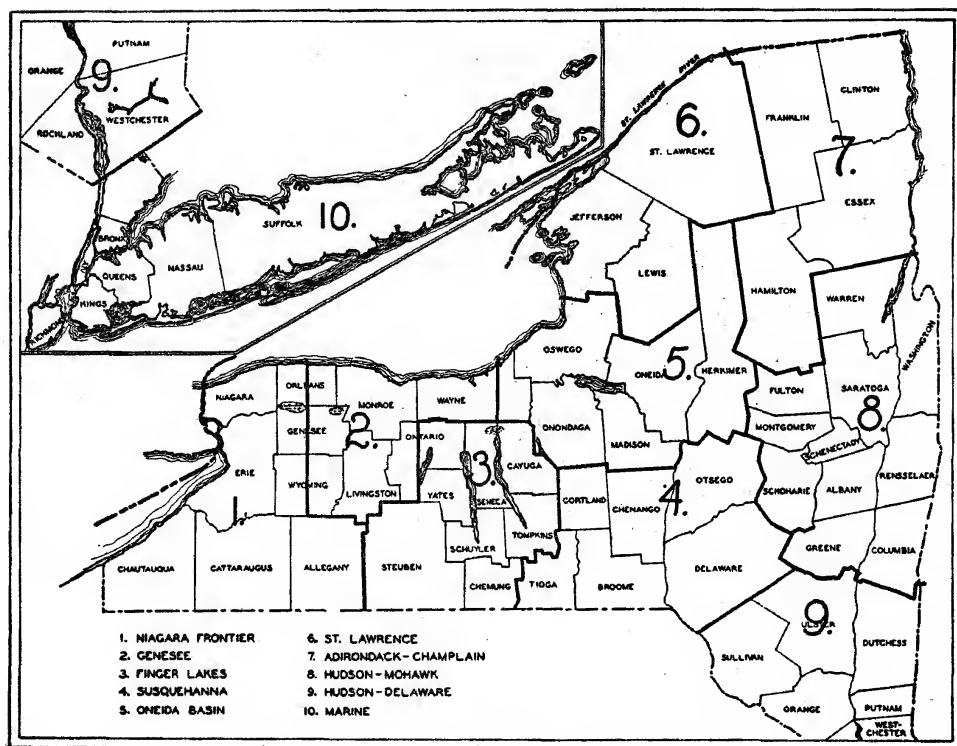 PUTNAM
ORANGE
9.
WESTCHESTER
ROCKLAND
SUFFOLK
10.
BRONX
NASSAU
QUEENS
N.Y.
KINGS
RICHMOND
ST. LAWRENCE RIVER
6.
ST. LAWRENCE
FRANKLIN
CLINTON
7.
ESSEX
JEFFERSON
LEWIS
HAMILTON
WARREN
WASHINGTON
OSWEGO
ONEIDA
5.
HERKIMER
FULTON
SARATOGA
8.
NIAGARA
ORLEANS
MONROE
WAYNE
GENESEE
2.
ONTARIO
ONONDAGA
MADISON
MONTGOMERY
SCHENECTADY
ERIE
WYOMING
LIVINGSTON
YATES
3.
SENECA
CAYUGA
CORTLAND
CHENANGO
4.
OTSEGO
SCHOHARIE
ALBANY
RENSSELAER
1.
SCHUYLER
TOMPKINS
GREENE
COLUMBIA
CHAUTAUQUA
CATTARAUGUS
ALLEGANY
STEUBEN
CHEMUNG
TIOGA
BROOME
DELAWARE
9.
ULSTER
SULLIVAN
DUTCHESS
ORANGE
PUTNAM
WEST-
CHESTER
1. NIAGARA FRONTIER
2. GENESEE
3. FINGER LAKES
4. SUSQUEHANNA
5. ONEIDA BASIN
6. ST. LAWRENCE
7. ADIRONDACK-CHAMPLAIN
8. HUDSON-MOHAWK
9. HUDSON-DELAWARE
10. MARINE